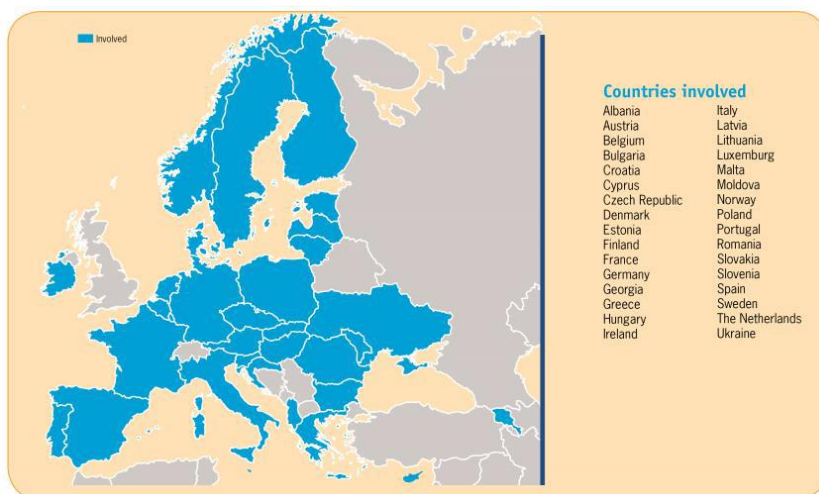 Involved
Countries involved
Albania
Austria
Belgium
Bulgaria
Croatia
Cyprus
Czech Republic
Denmark
Estonia
Finland
France
Germany
Georgia
Greece
Hungary
Ireland
Italy
Latvia
Lithuania
Luxemburg
Malta
Moldova
Norway
Poland
Portugal
Romania
Slovakia
Slovenia
Spain
Sweden
The Netherlands
Ukraine